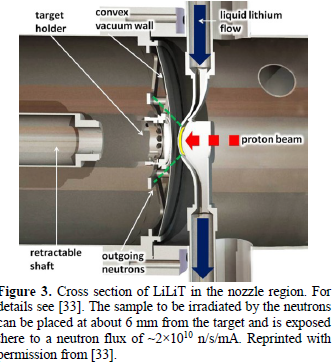 target
holder
convex
vacuum wall
liquid lithium
flow
proton beam
retractable
shaft
outgoing
neutrons
Figure 3. Cross section of LiLiT in the nozzle region. For
details see [33]. The sample to be irradiated by the neutrons
can be placed at about 6 mm from the target and is exposed
there to a neutron flux of ~2×10¹⁰ n/s/mA. Reprinted with
permission from [33].